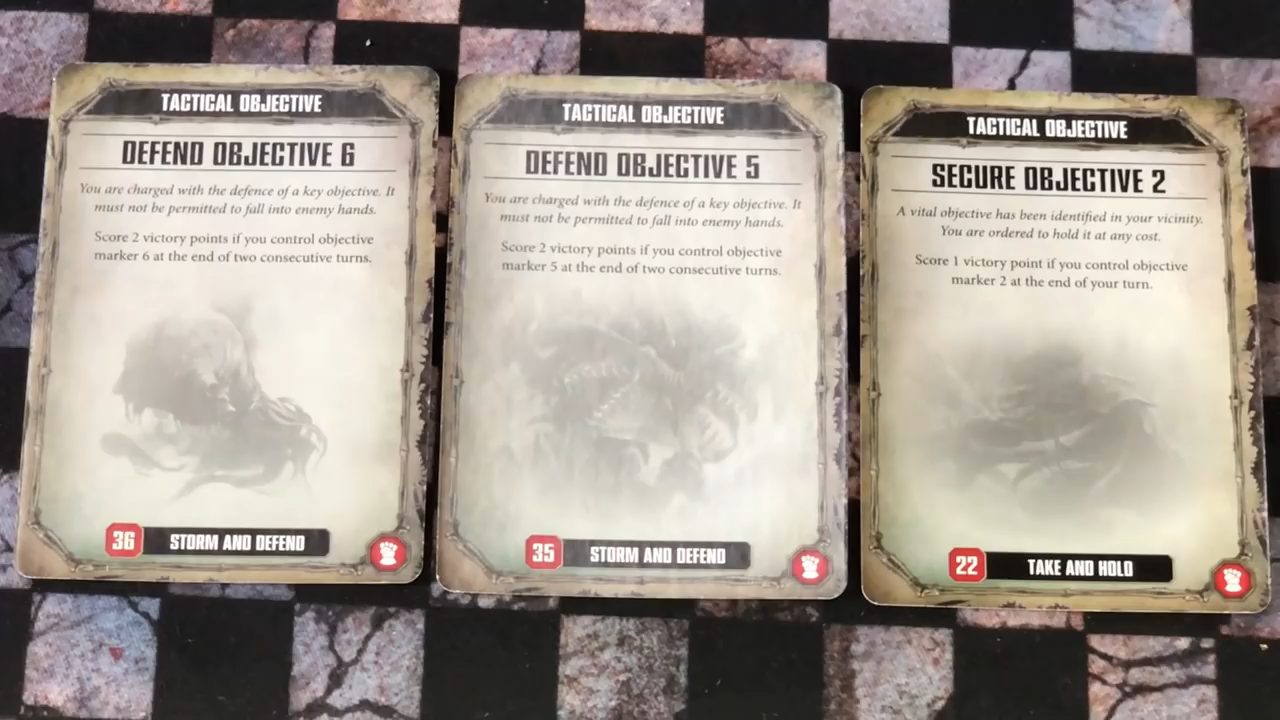 TACTICAL OBJECTIVE
DEFEND OBJECTIVE 6
You are charged with the defence of a key objective. It
must not be permitted to fall into enemy hands.
Score 2 victory points if you control objective
marker 6 at the end of two consecutive turns.
36
STORM AND DEFEND
TACTICAL OBJECTIVE
DEFEND OBJECTIVE 5
You are charged with the defence of a key objective. It
must not be permitted to fall into enemy hands.
Score 2 victory points if you control objective
marker 5 at the end of two consecutive turns.
35
STORM AND DEFEND
TACTICAL OBJECTIVE
SECURE OBJECTIVE 2
A vital objective has been identified in your vicinity.
You are ordered to hold it at any cost.
Score 1 victory point if you control objective
marker 2 at the end of your turn.
22
TAKE AND HOLD